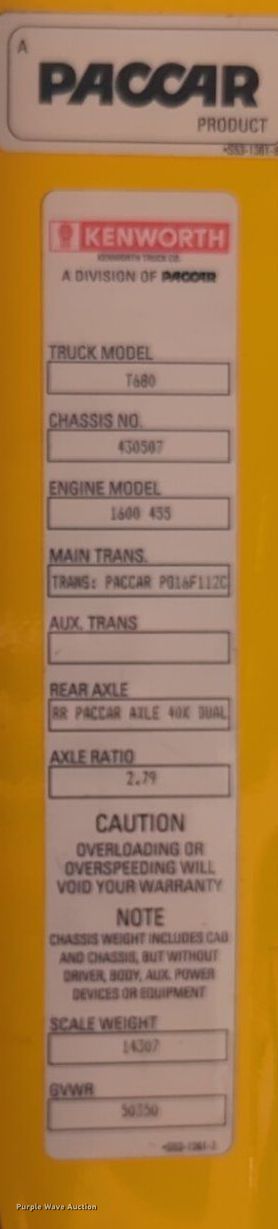 A
PACCAR
PRODUCT
KENWORTH
KENWORTH TRUCK CO.
A DIVISION OF PACCAR
TRUCK MODEL
T680
CHASSIS NO.
430507
ENGINE MODEL
1600 455
MAIN TRANS.
TRANS: PACCAR PO16F112C
AUX. TRANS
REAR AXLE
RR PACCAR AXLE 40K DUAL
AXLE RATIO
2.79
CAUTION
OVERLOADING OR
OVERSPEEDING WILL
VOID YOUR WARRANTY
NOTE
CHASSIS WEIGHT INCLUDES CAB
AND CHASSIS, BUT WITHOUT
DRIVER, BODY, AUX. POWER
DEVICES OR EQUIPMENT
SCALE WEIGHT
14307
GVWR
50350
Purple Wave Auction